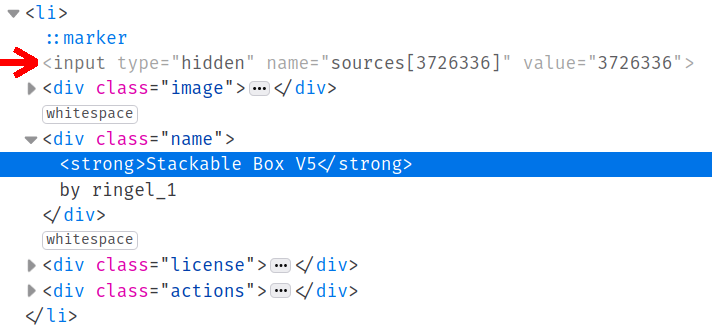 <li>
::marker
<input type="hidden" name="sources[3726336]" value="3726336">
<div class="image">•••</div>
whitespace
<div class="name">
<strong>Stackable Box V5</strong>
by ringel_1
</div>
whitespace
<div class="license">•••</div>
<div class="actions">•••</div>
</li>